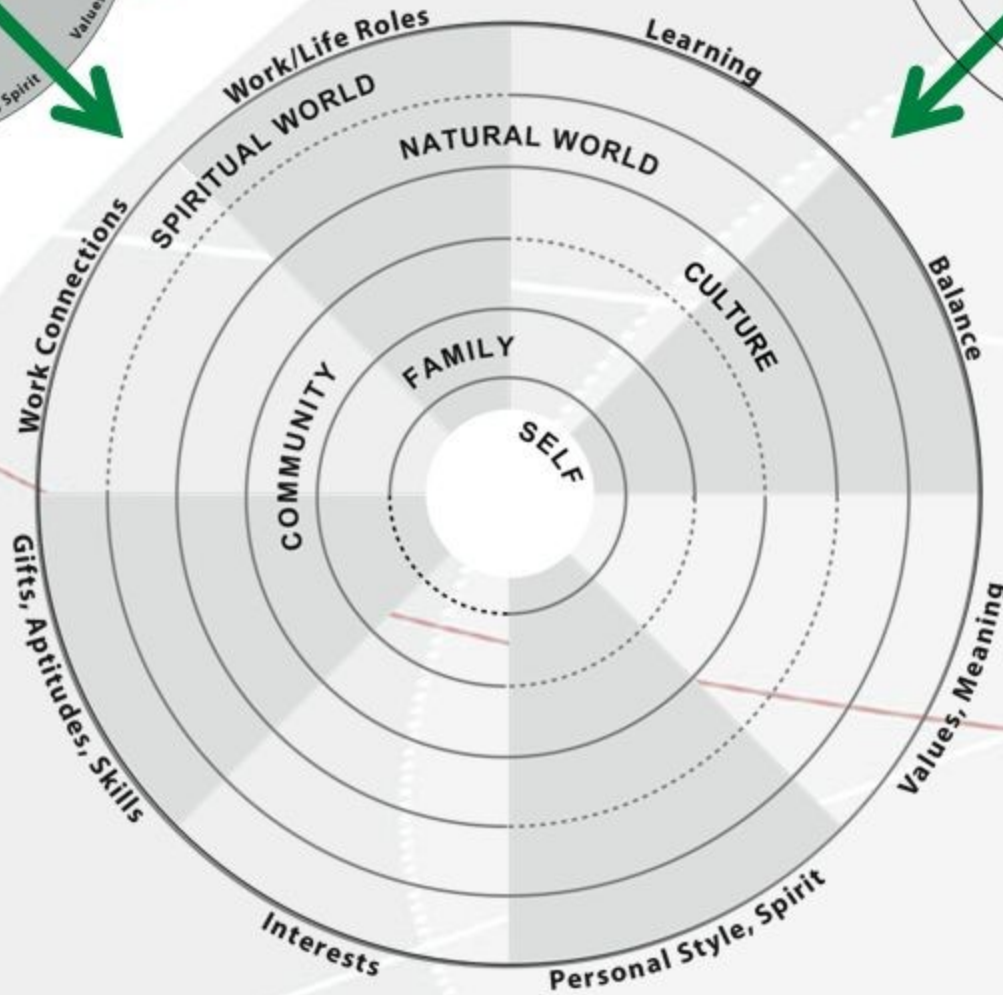 Values
Spirit
Work/Life Roles
Learning
SPIRITUAL WORLD
NATURAL WORLD
Work Connections
Balance
CULTURE
FAMILY
COMMUNITY
SELF
Gifts, Aptitudes, Skills
Values, Meaning
Interests
Personal Style, Spirit